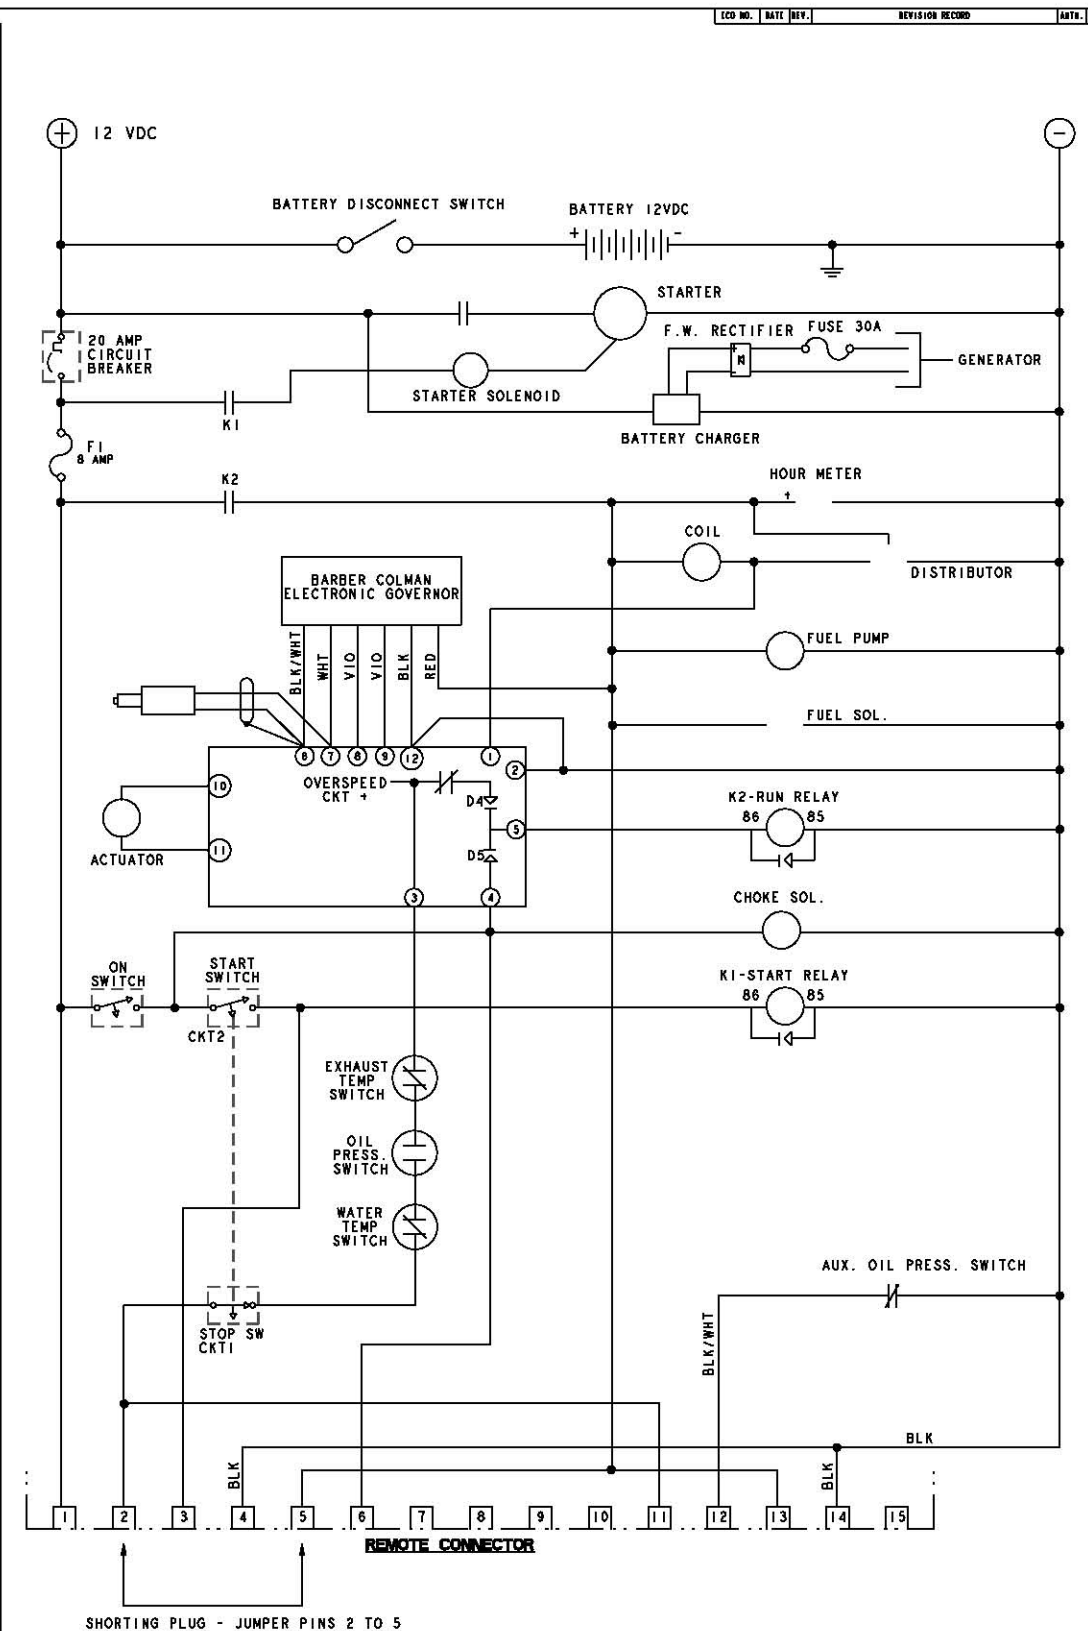 ECO NO. DATE REV. REVISION RECORD AUTH.
+ 12 VDC -
BATTERY DISCONNECT SWITCH
BATTERY 12VDC
+ -
STARTER
F.W. RECTIFIER FUSE 30A
20 AMP
CIRCUIT
BREAKER
GENERATOR
STARTER SOLENOID
K1
BATTERY CHARGER
F1
8 AMP
HOUR METER
K2
+
COIL
DISTRIBUTOR
BARBER COLMAN
ELECTRONIC GOVERNOR
BLK/WHT WHT VIO VIO BLK RED
FUEL PUMP
FUEL SOL.
6 7 8 9 12 1
2
10
OVERSPEED
CKT +
D4
K2-RUN RELAY
86 85
5
11
ACTUATOR
D5
3 4
CHOKE SOL.
ON
SWITCH
START
SWITCH
K1-START RELAY
86 85
CKT2
EXHAUST
TEMP
SWITCH
OIL
PRESS.
SWITCH
WATER
TEMP
SWITCH
AUX. OIL PRESS. SWITCH
STOP SW
CKT1
BLK/WHT
BLK
BLK
BLK
1 2 3 4 5 6 7 8 9 10 11 12 13 14 15
REMOTE CONNECTOR
SHORTING PLUG - JUMPER PINS 2 TO 5